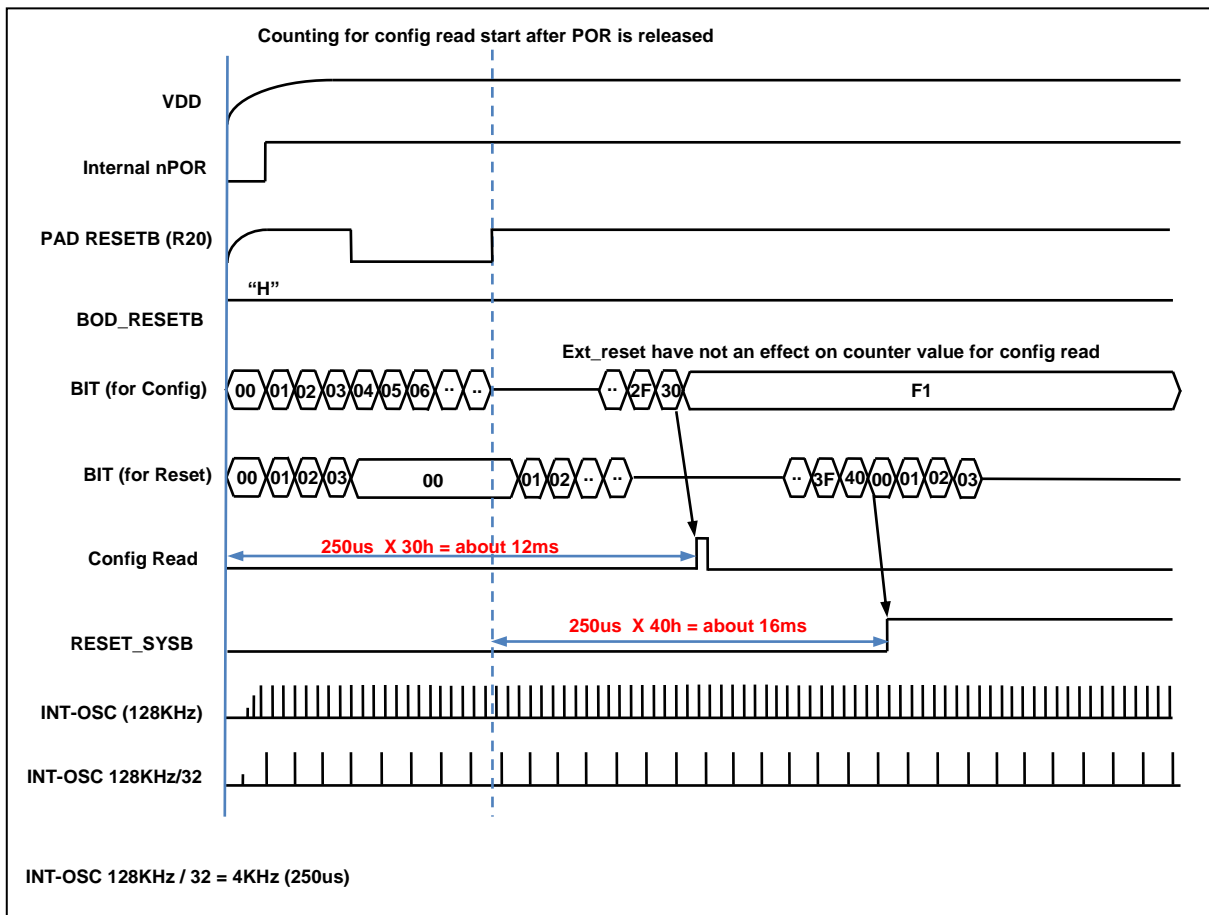 Counting for config read start after POR is released
VDD
Internal nPOR
PAD RESETB (R20)
“H”
BOD_RESETB
Ext_reset have not an effect on counter value for config read
BIT (for Config) 00 01 02 03 04 05 06 ·· ·· ·· 2F 30 F1
BIT (for Reset) 00 01 02 03 00 01 02 ·· ·· ·· 3F 40 00 01 02 03
250us X 30h = about 12ms
Config Read
250us X 40h = about 16ms
RESET_SYSB
INT-OSC (128KHz)
INT-OSC 128KHz/32
INT-OSC 128KHz / 32 = 4KHz (250us)